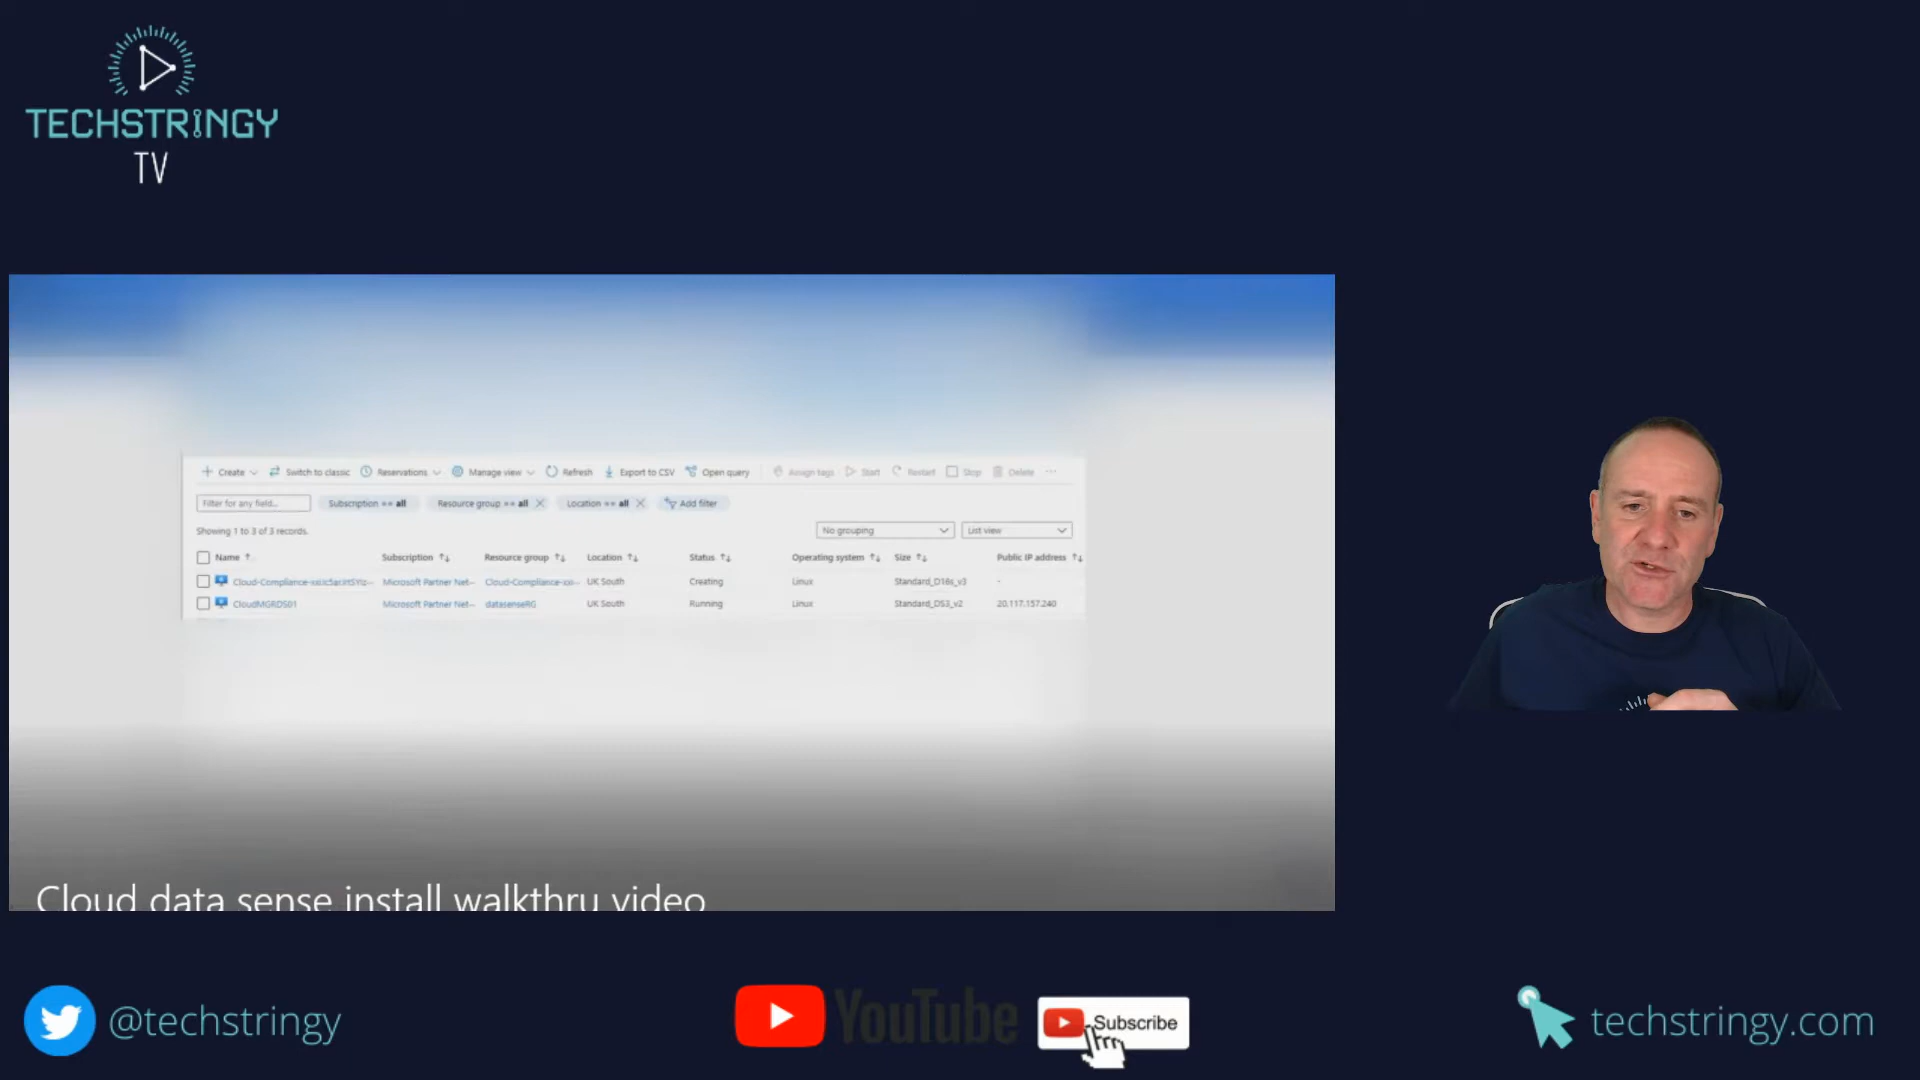 TECHSTRINGY
TV
Create Switch to classic Reservations Manage view Refresh Export to CSV Open query Assign tags Start Restart Stop Delete ...
Filter for any field... Subscription == all Resource group == all Location == all Add filter
Showing 1 to 3 of 3 records.
No grouping List view
Name Subscription Resource group Location Status Operating system Size Public IP address
Microsoft Partner Net... UK South Creating Linux Standard_D16s_v3 -
CloudMGRDS01 Microsoft Partner Net... datasenseRG UK South Running Linux Standard_DS3_v2 20.117.157.240
Cloud data sense install walkthru video
@techstringy
YouTube
Subscribe
techstringy.com